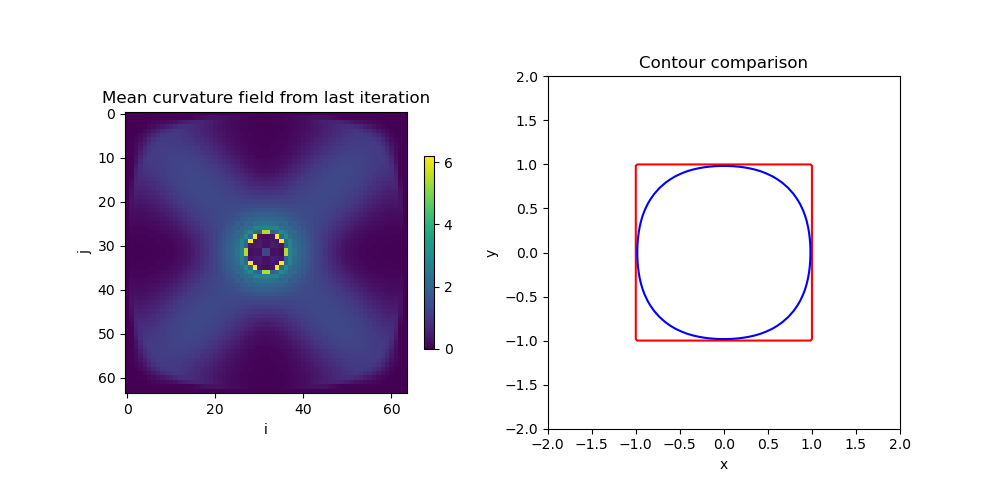 Mean curvature field from last iteration
0
10
20
30
40
50
60
j
0 20 40 60
i
6
4
2
0
Contour comparison
2.0
1.5
1.0
0.5
0.0
−0.5
−1.0
−1.5
−2.0
y
−2.0 −1.5 −1.0 −0.5 0.0 0.5 1.0 1.5 2.0
x